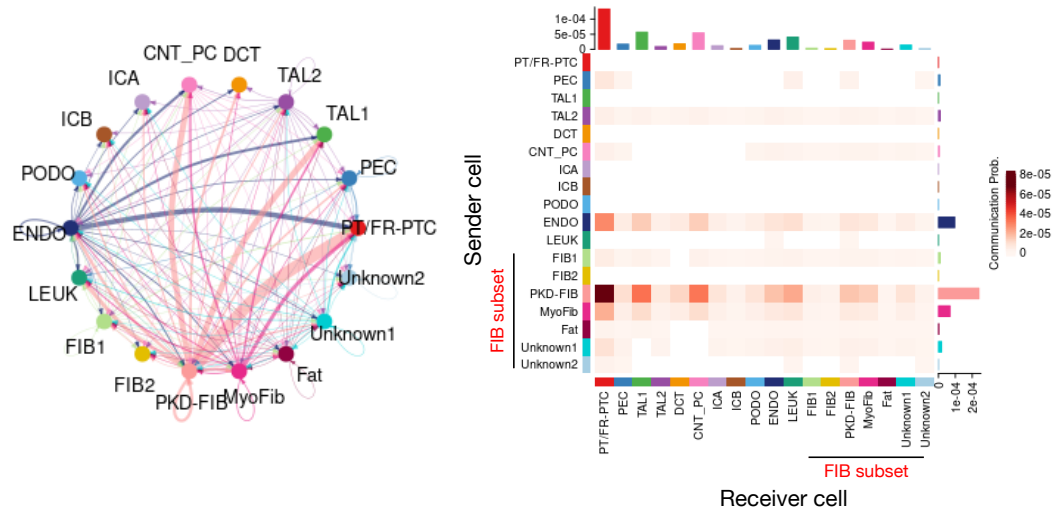 CNT_PC
DCT
ICA
TAL2
ICB
TAL1
PODO
PEC
ENDO
PT/FR-PTC
LEUK
Unknown2
FIB1
Unknown1
FIB2
Fat
PKD-FIB
MyoFib
1e-04
5e-05
0
Sender cell
FIB subset
PT/FR-PTC
PEC
TAL1
TAL2
DCT
CNT_PC
ICA
ICB
PODO
ENDO
LEUK
FIB1
FIB2
PKD-FIB
MyoFib
Fat
Unknown1
Unknown2
PT/FR-PTC
PEC
TAL1
TAL2
DCT
CNT_PC
ICA
ICB
PODO
ENDO
LEUK
FIB1
FIB2
PKD-FIB
MyoFib
Fat
Unknown1
Unknown2
FIB subset
Receiver cell
0
1e-04
2e-04
Communication Prob.
8e-05
6e-05
4e-05
2e-05
0